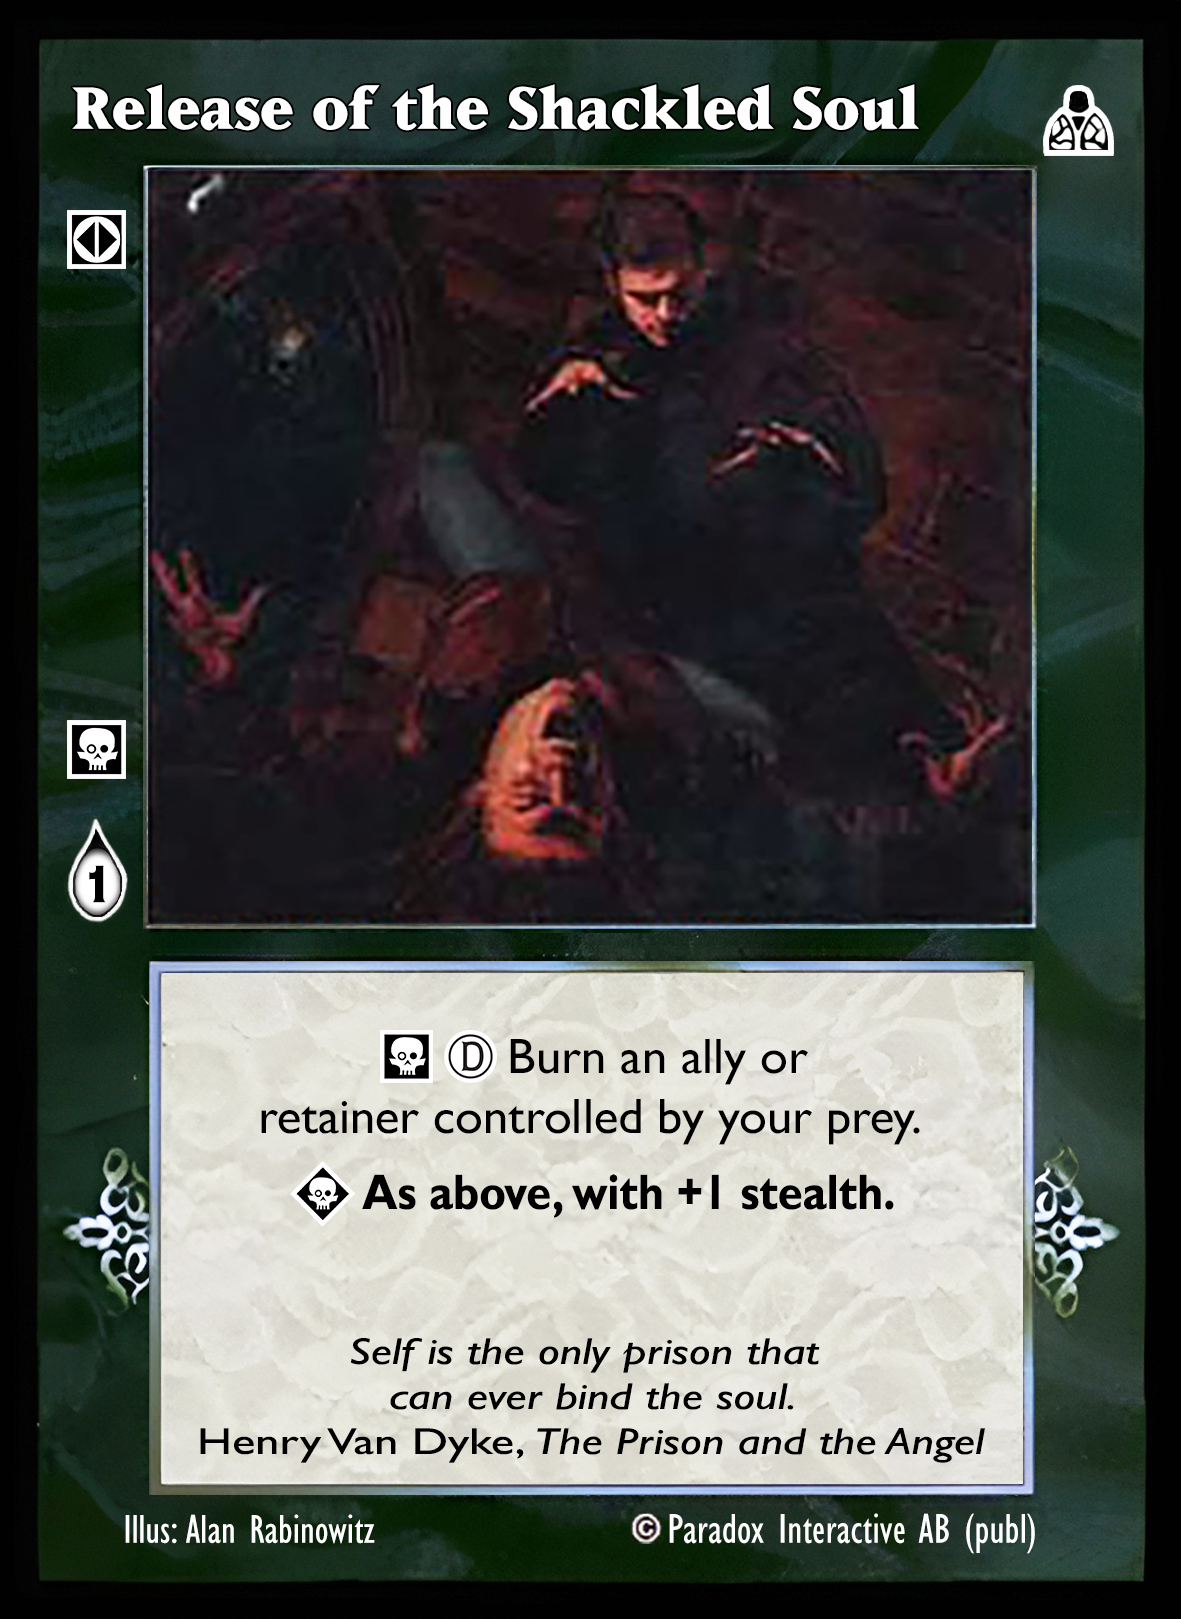 Release of the Shackled Soul
1
D Burn an ally or
retainer controlled by your prey.
As above, with +1 stealth.
Self is the only prison that
can ever bind the soul.
Henry Van Dyke, The Prison and the Angel
Illus: Alan Rabinowitz
© Paradox Interactive AB (publ)